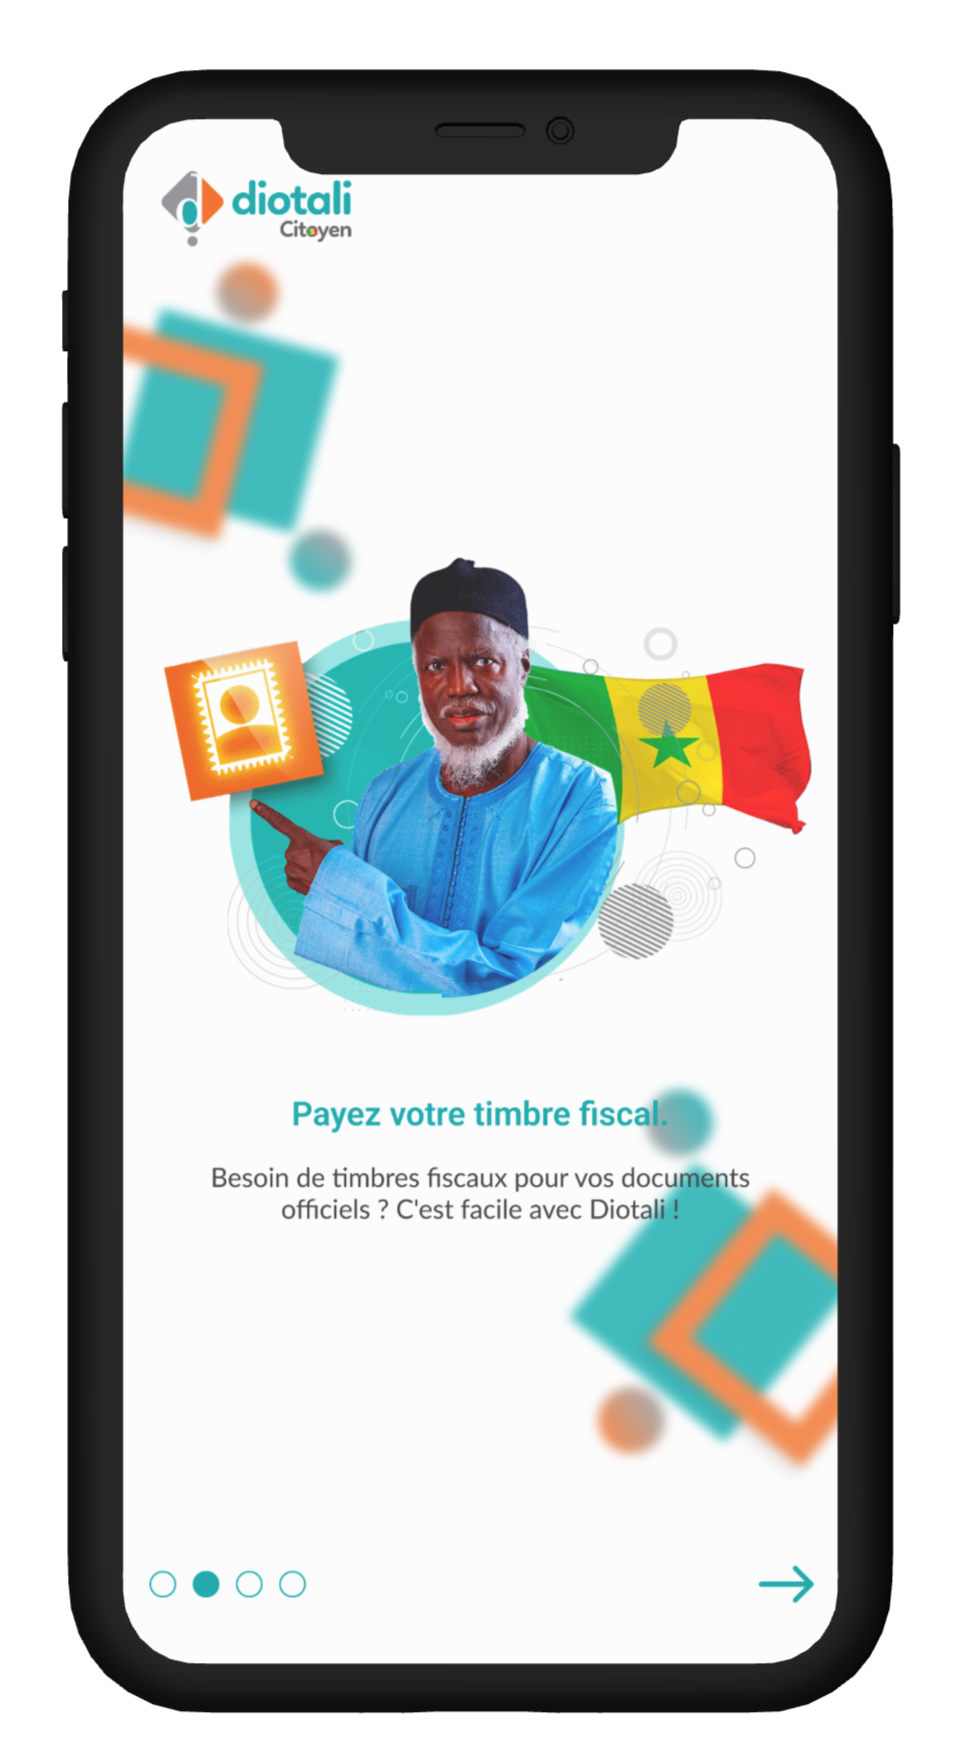 diotali
Citoyen
Payez votre timbre fiscal.
Besoin de timbres fiscaux pour vos documents
officiels ? C'est facile avec Diotali !